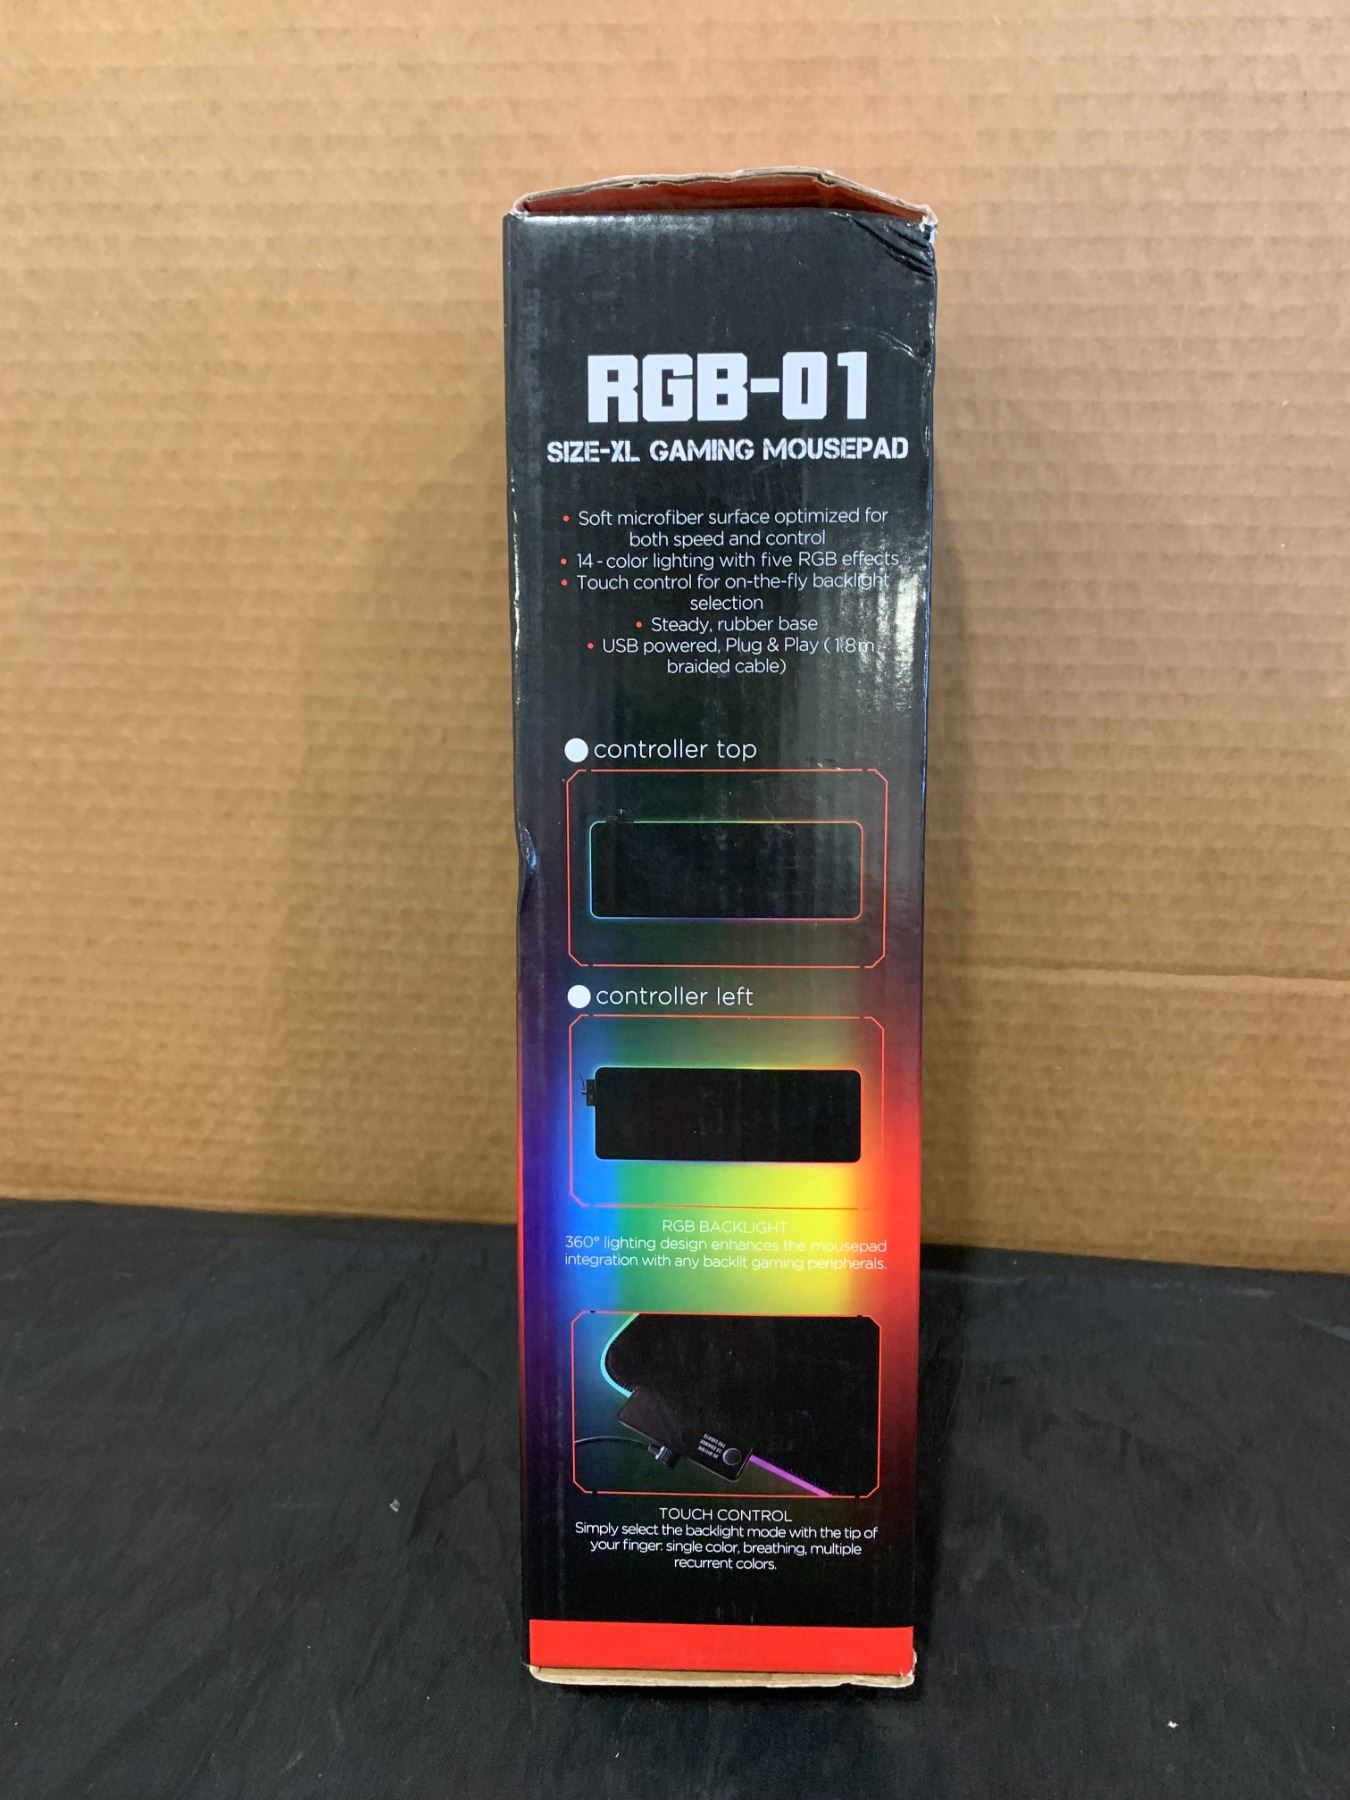 RGB-01
SIZE-XL GAMING MOUSEPAD
• Soft microfiber surface optimized for
both speed and control
• 14 - color lighting with five RGB effects
• Touch control for on-the-fly backlight
selection
• Steady, rubber base
• USB powered, Plug & Play ( 1.8m
braided cable)
controller top
controller left
RGB BACKLIGHT
360° lighting design enhances the mousepad
integration with any backlit gaming peripherals.
TOUCH CONTROL
Simply select the backlight mode with the tip of
your finger: single color, breathing, multiple
recurrent colors.